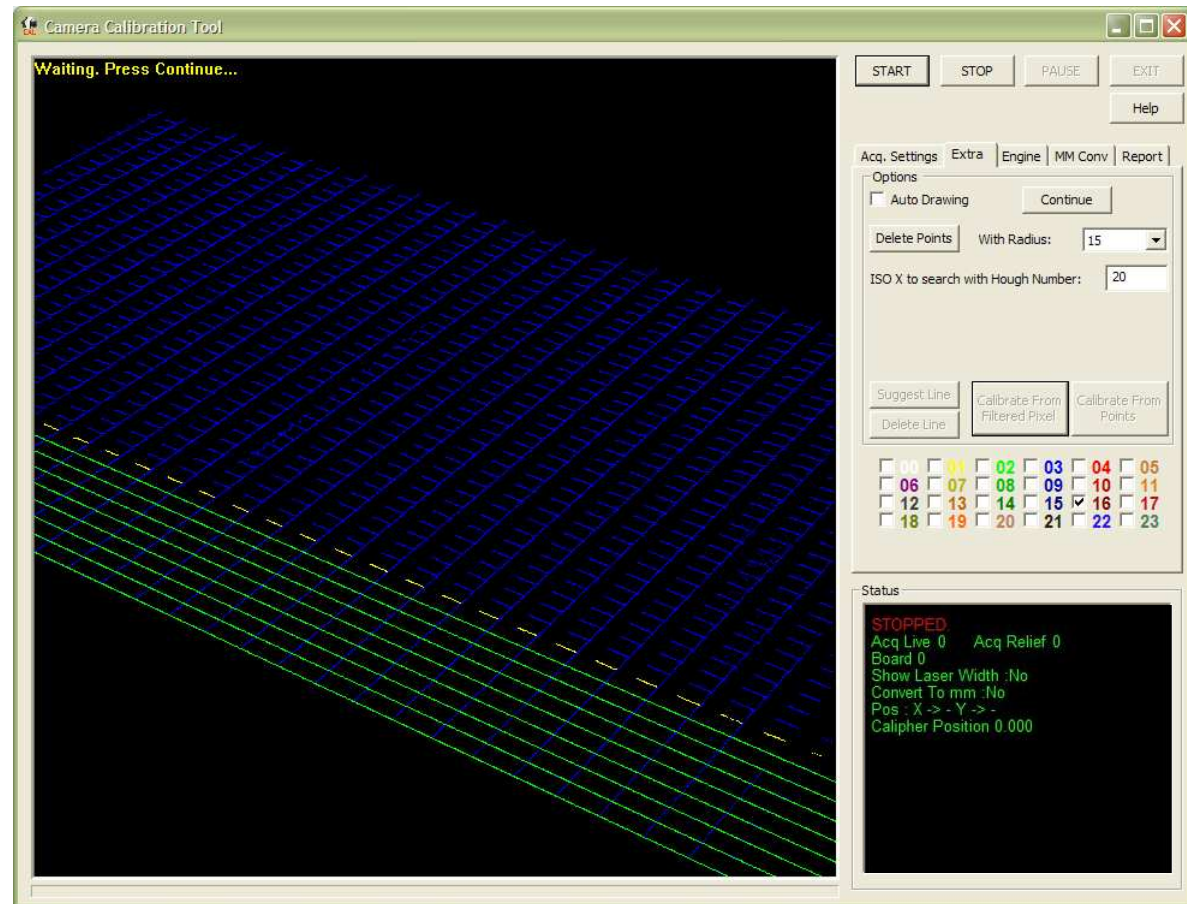 Camera Calibration Tool
Waiting. Press Continue...
START STOP PAUSE EXIT
Help
Acq. Settings Extra Engine MM Conv Report
Options
Auto Drawing Continue
Delete Points With Radius: 15
ISO X to search with Hough Number: 20
Suggest Line
Delete Line
Calibrate From
Filtered Pixel
Calibrate From
Points
00 01 02 03 04 05
06 07 08 09 10 11
12 13 14 15 16 17
18 19 20 21 22 23
Status
STOPPED
Acq Live 0 Acq Relief 0
Board 0
Show Laser Width :No
Convert To mm :No
Pos : X -> - Y -> -
Calipher Position 0.000